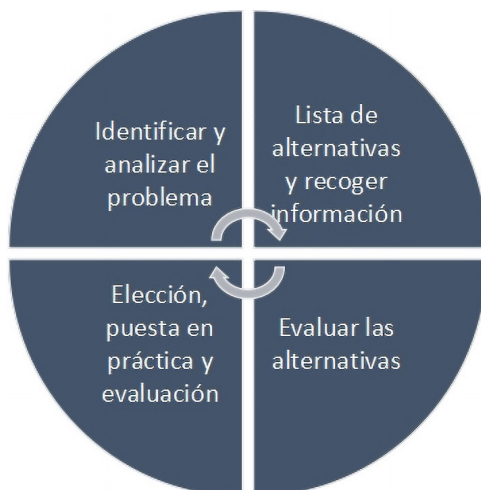 Identificar y
analizar el
problema
Lista de
alternativas
y recoger
información
Elección,
puesta en
práctica y
evaluación
Evaluar las
alternativas